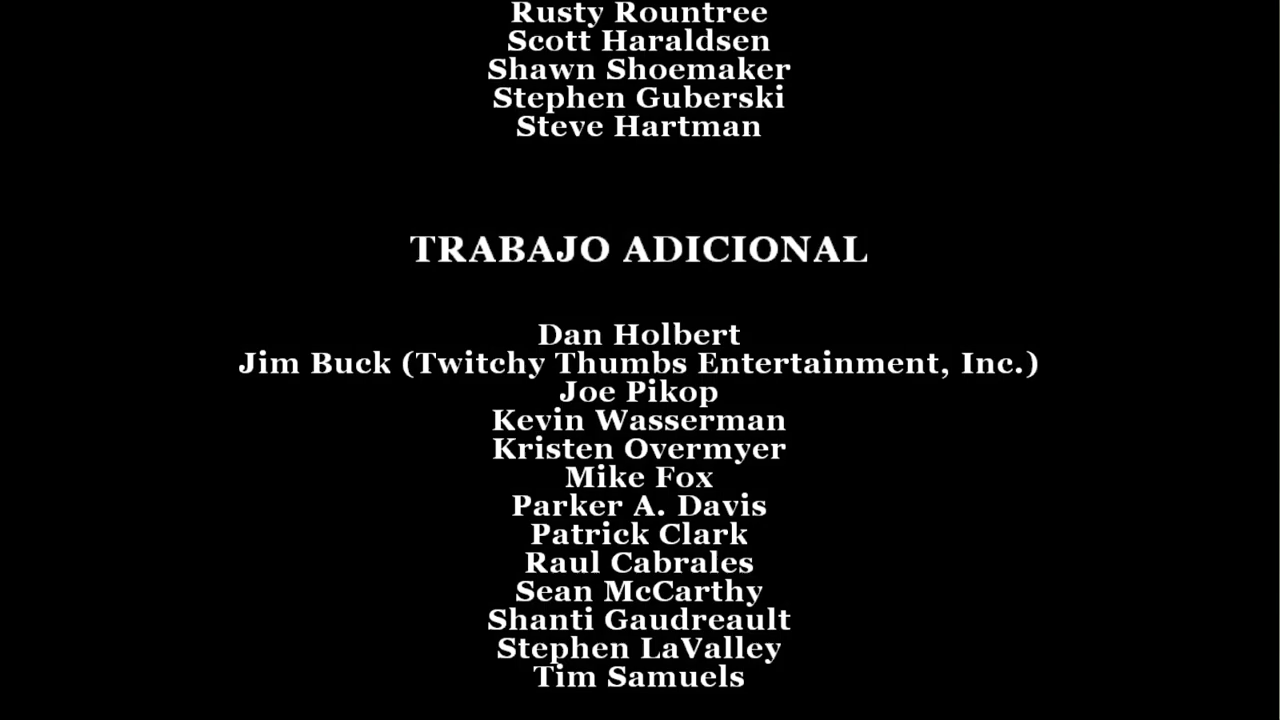 Rusty Rountree
Scott Haraldsen
Shawn Shoemaker
Stephen Guberski
Steve Hartman
TRABAJO ADICIONAL
Dan Holbert
Jim Buck (Twitchy Thumbs Entertainment, Inc.)
Joe Pikop
Kevin Wasserman
Kristen Overmyer
Mike Fox
Parker A. Davis
Patrick Clark
Raul Cabrales
Sean McCarthy
Shanti Gaudreault
Stephen LaValley
Tim Samuels